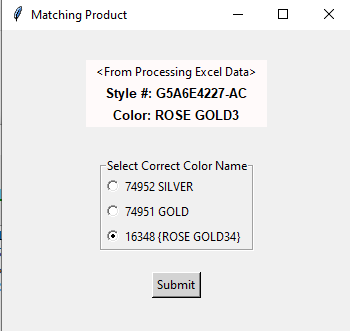 Matching Product
<From Processing Excel Data>
Style #: G5A6E4227-AC
Color: ROSE GOLD3
Select Correct Color Name
74952 SILVER
74951 GOLD
16348 {ROSE GOLD34}
Submit